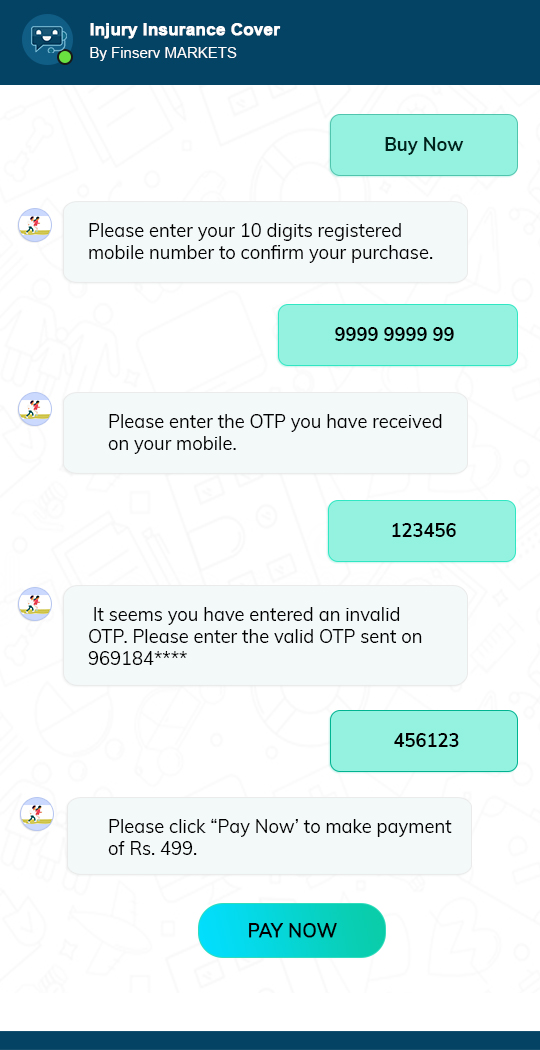 Injury Insurance Cover
By Finserv MARKETS
Buy Now
Please enter your 10 digits registered
mobile number to confirm your purchase.
9999 9999 99
Please enter the OTP you have received
on your mobile.
123456
It seems you have entered an invalid
OTP. Please enter the valid OTP sent on
969184****
456123
Please click “Pay Now’ to make payment
of Rs. 499.
PAY NOW